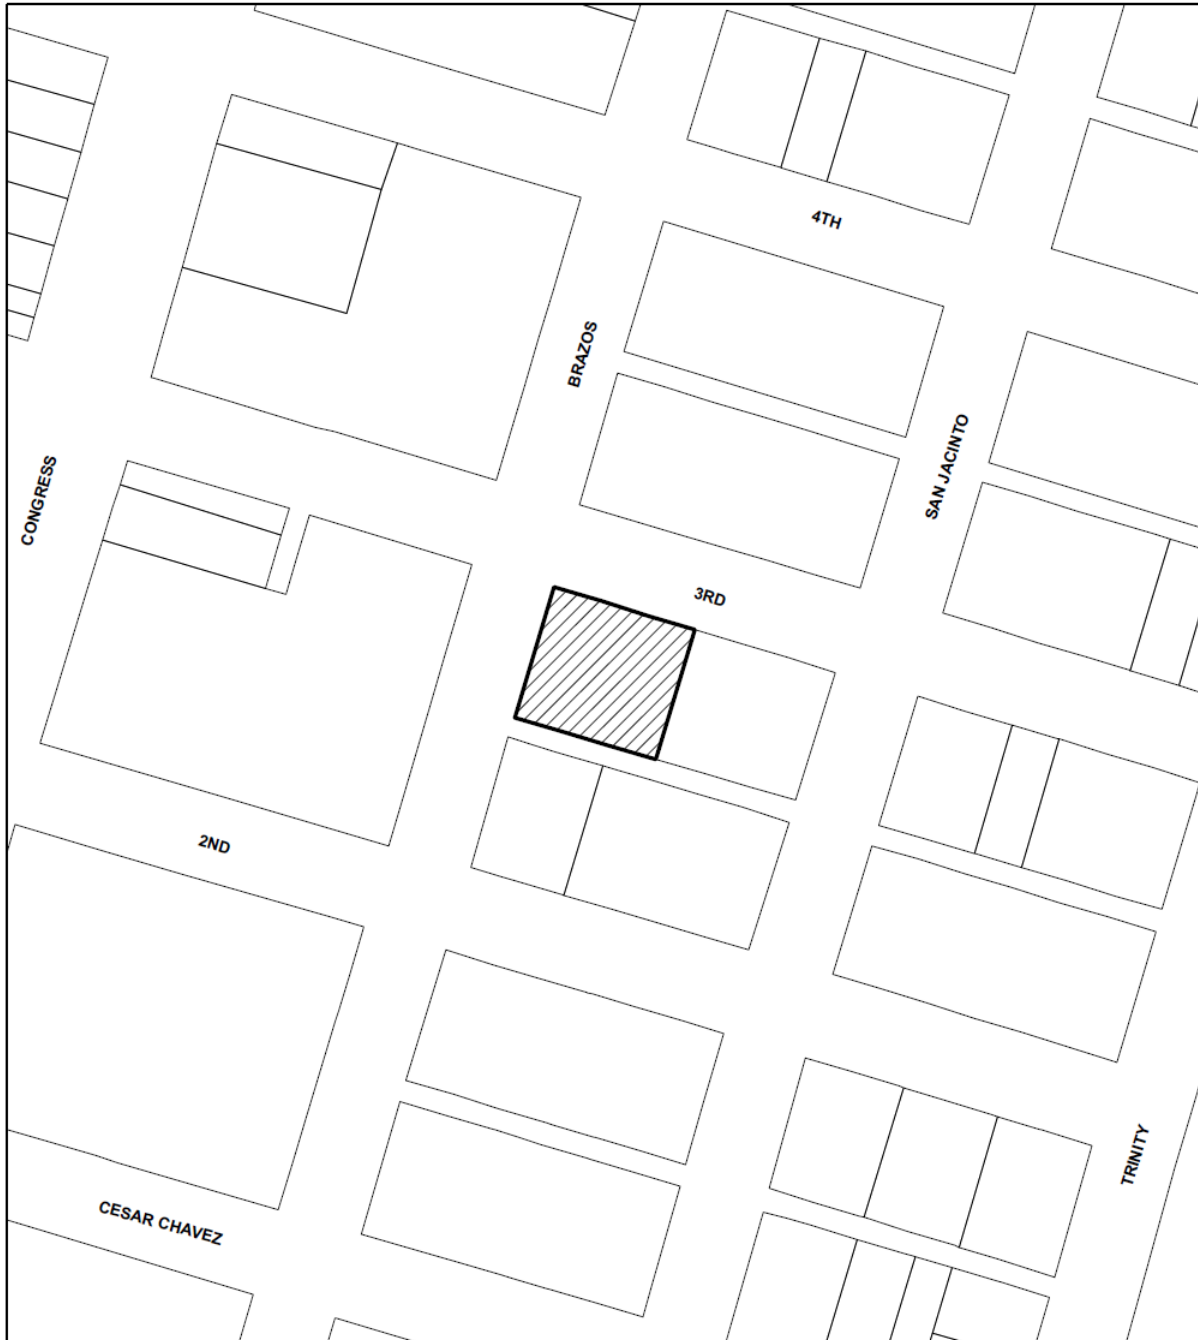 4TH
BRAZOS
SAN JACINTO
CONGRESS
3RD
2ND
TRINITY
CESAR CHAVEZ